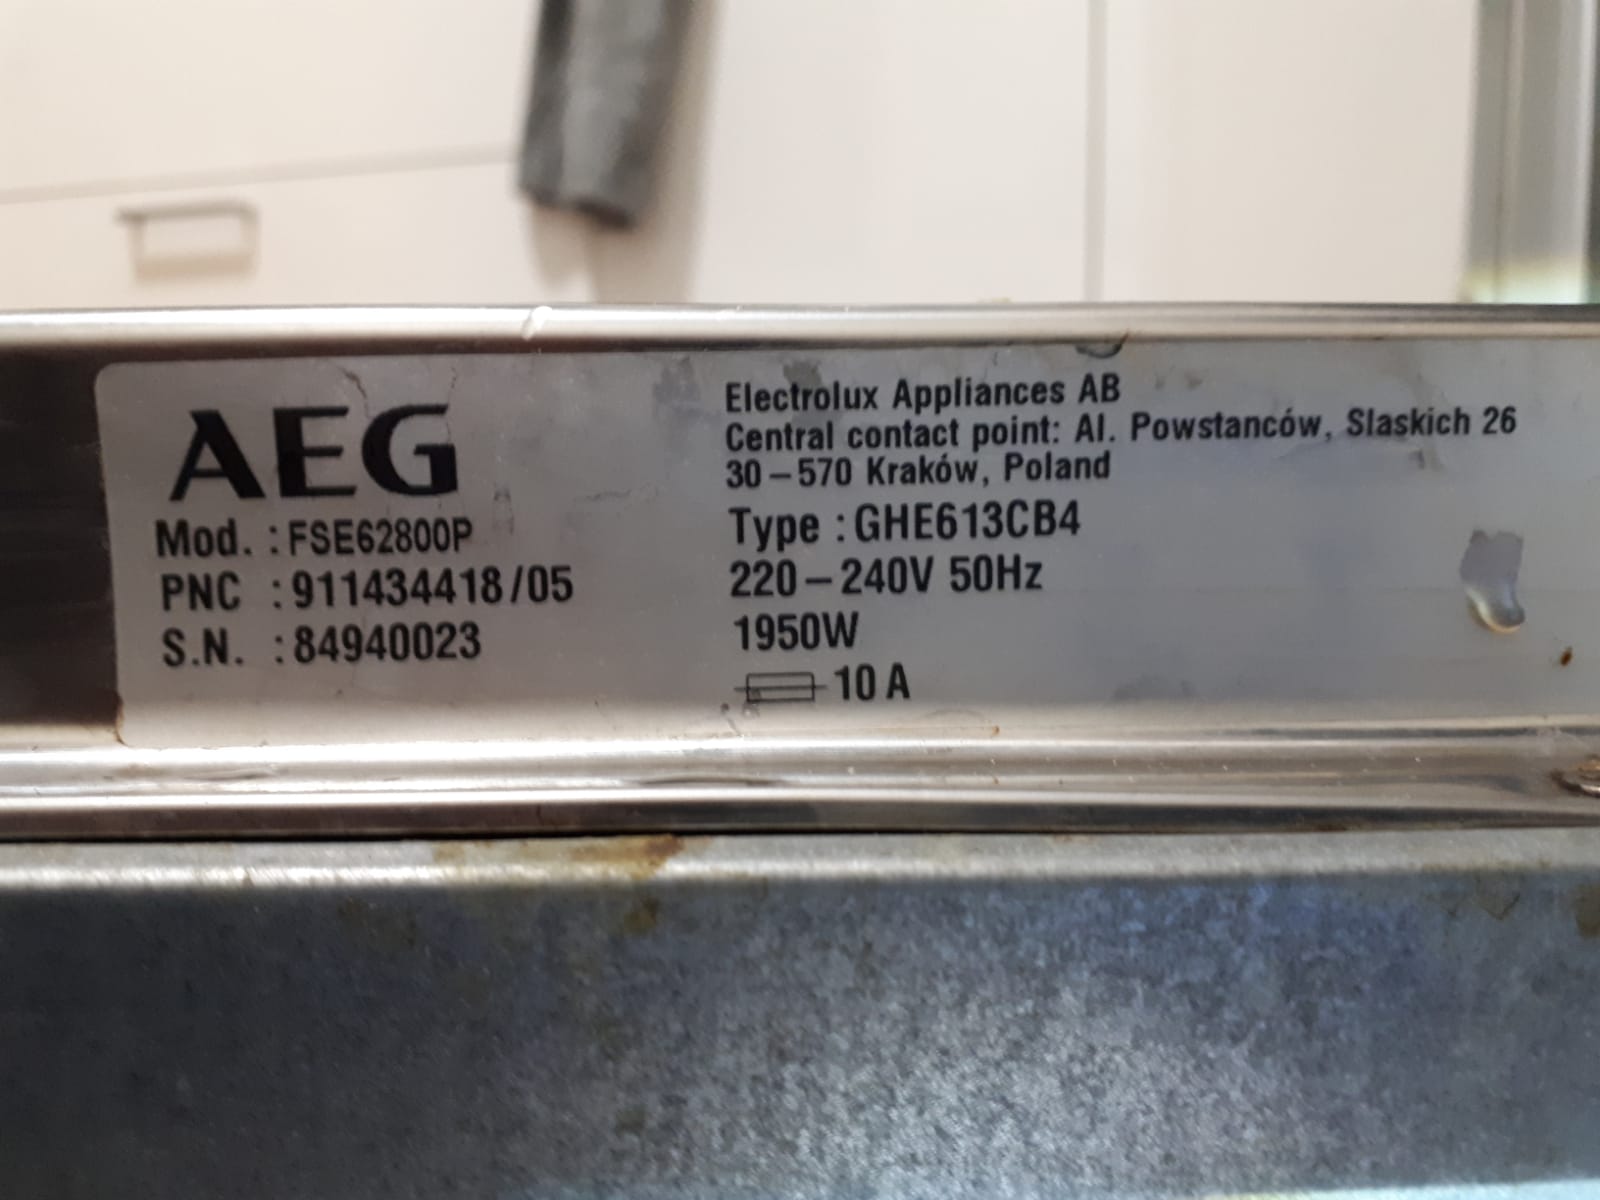 AEG
Mod. : FSE62800P
PNC : 911434418/05
S.N. : 84940023
Electrolux Appliances AB
Central contact point: Al. Powstanców, Slaskich 26
30–570 Kraków, Poland
Type : GHE613CB4
220–240V 50Hz
1950W
10 A